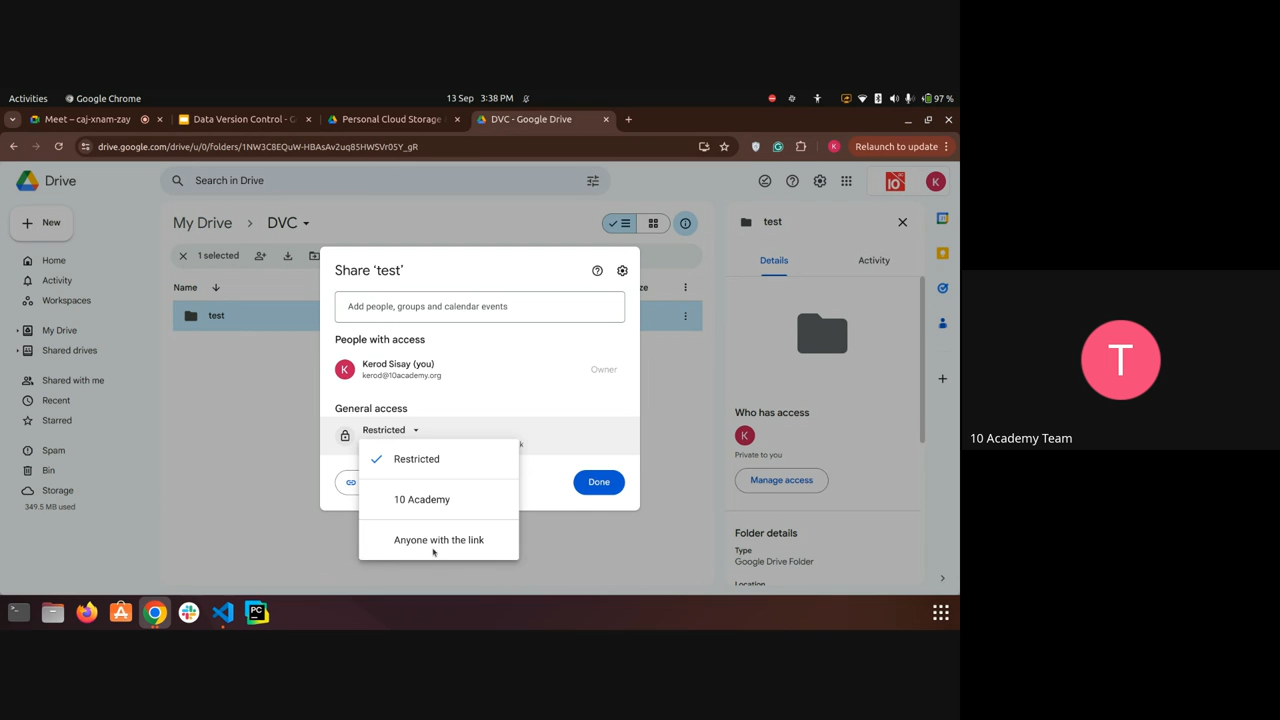 Activities
Google Chrome
13 Sep 3:38 PM
97 %
Meet – caj-xnam-zay
Data Version Control - G
Personal Cloud Storage
DVC - Google Drive
drive.google.com/drive/u/0/folders/1NW3C8EQuW-HBAsAv2uq85HWSVr05Y_gR
K
Relaunch to update
Drive
Search in Drive
10
K
New
My Drive
DVC
test
Home
1 selected
Details
Activity
Share ‘test’
Activity
Workspaces
Name
Add people, groups and calendar events
test
My Drive
People with access
Shared drives
K
Kerod Sisay (you)
Owner
kerod@10academy.org
Shared with me
Recent
General access
Who has access
Starred
Restricted
K
Private to you
Spam
Restricted
Bin
Done
Manage access
Storage
10 Academy
349.5 MB used
Folder details
Anyone with the link
Type
Google Drive Folder
Location
T
10 Academy Team
PC